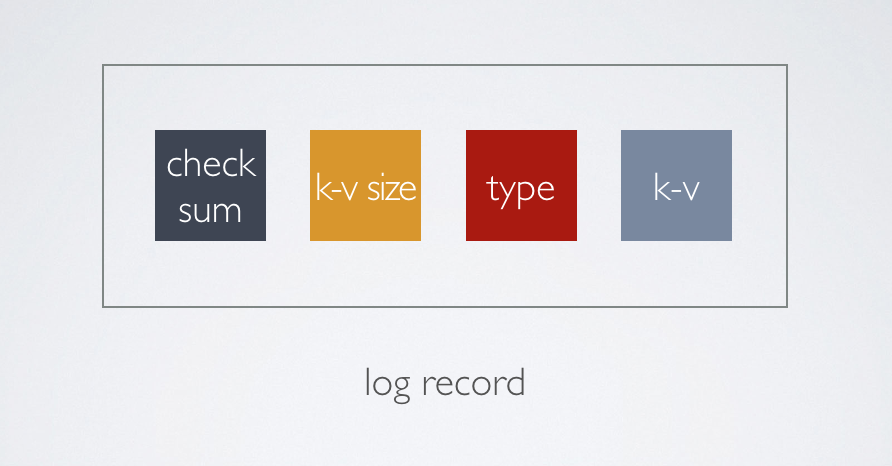 check
sum
k-v size
type
k-v
log record